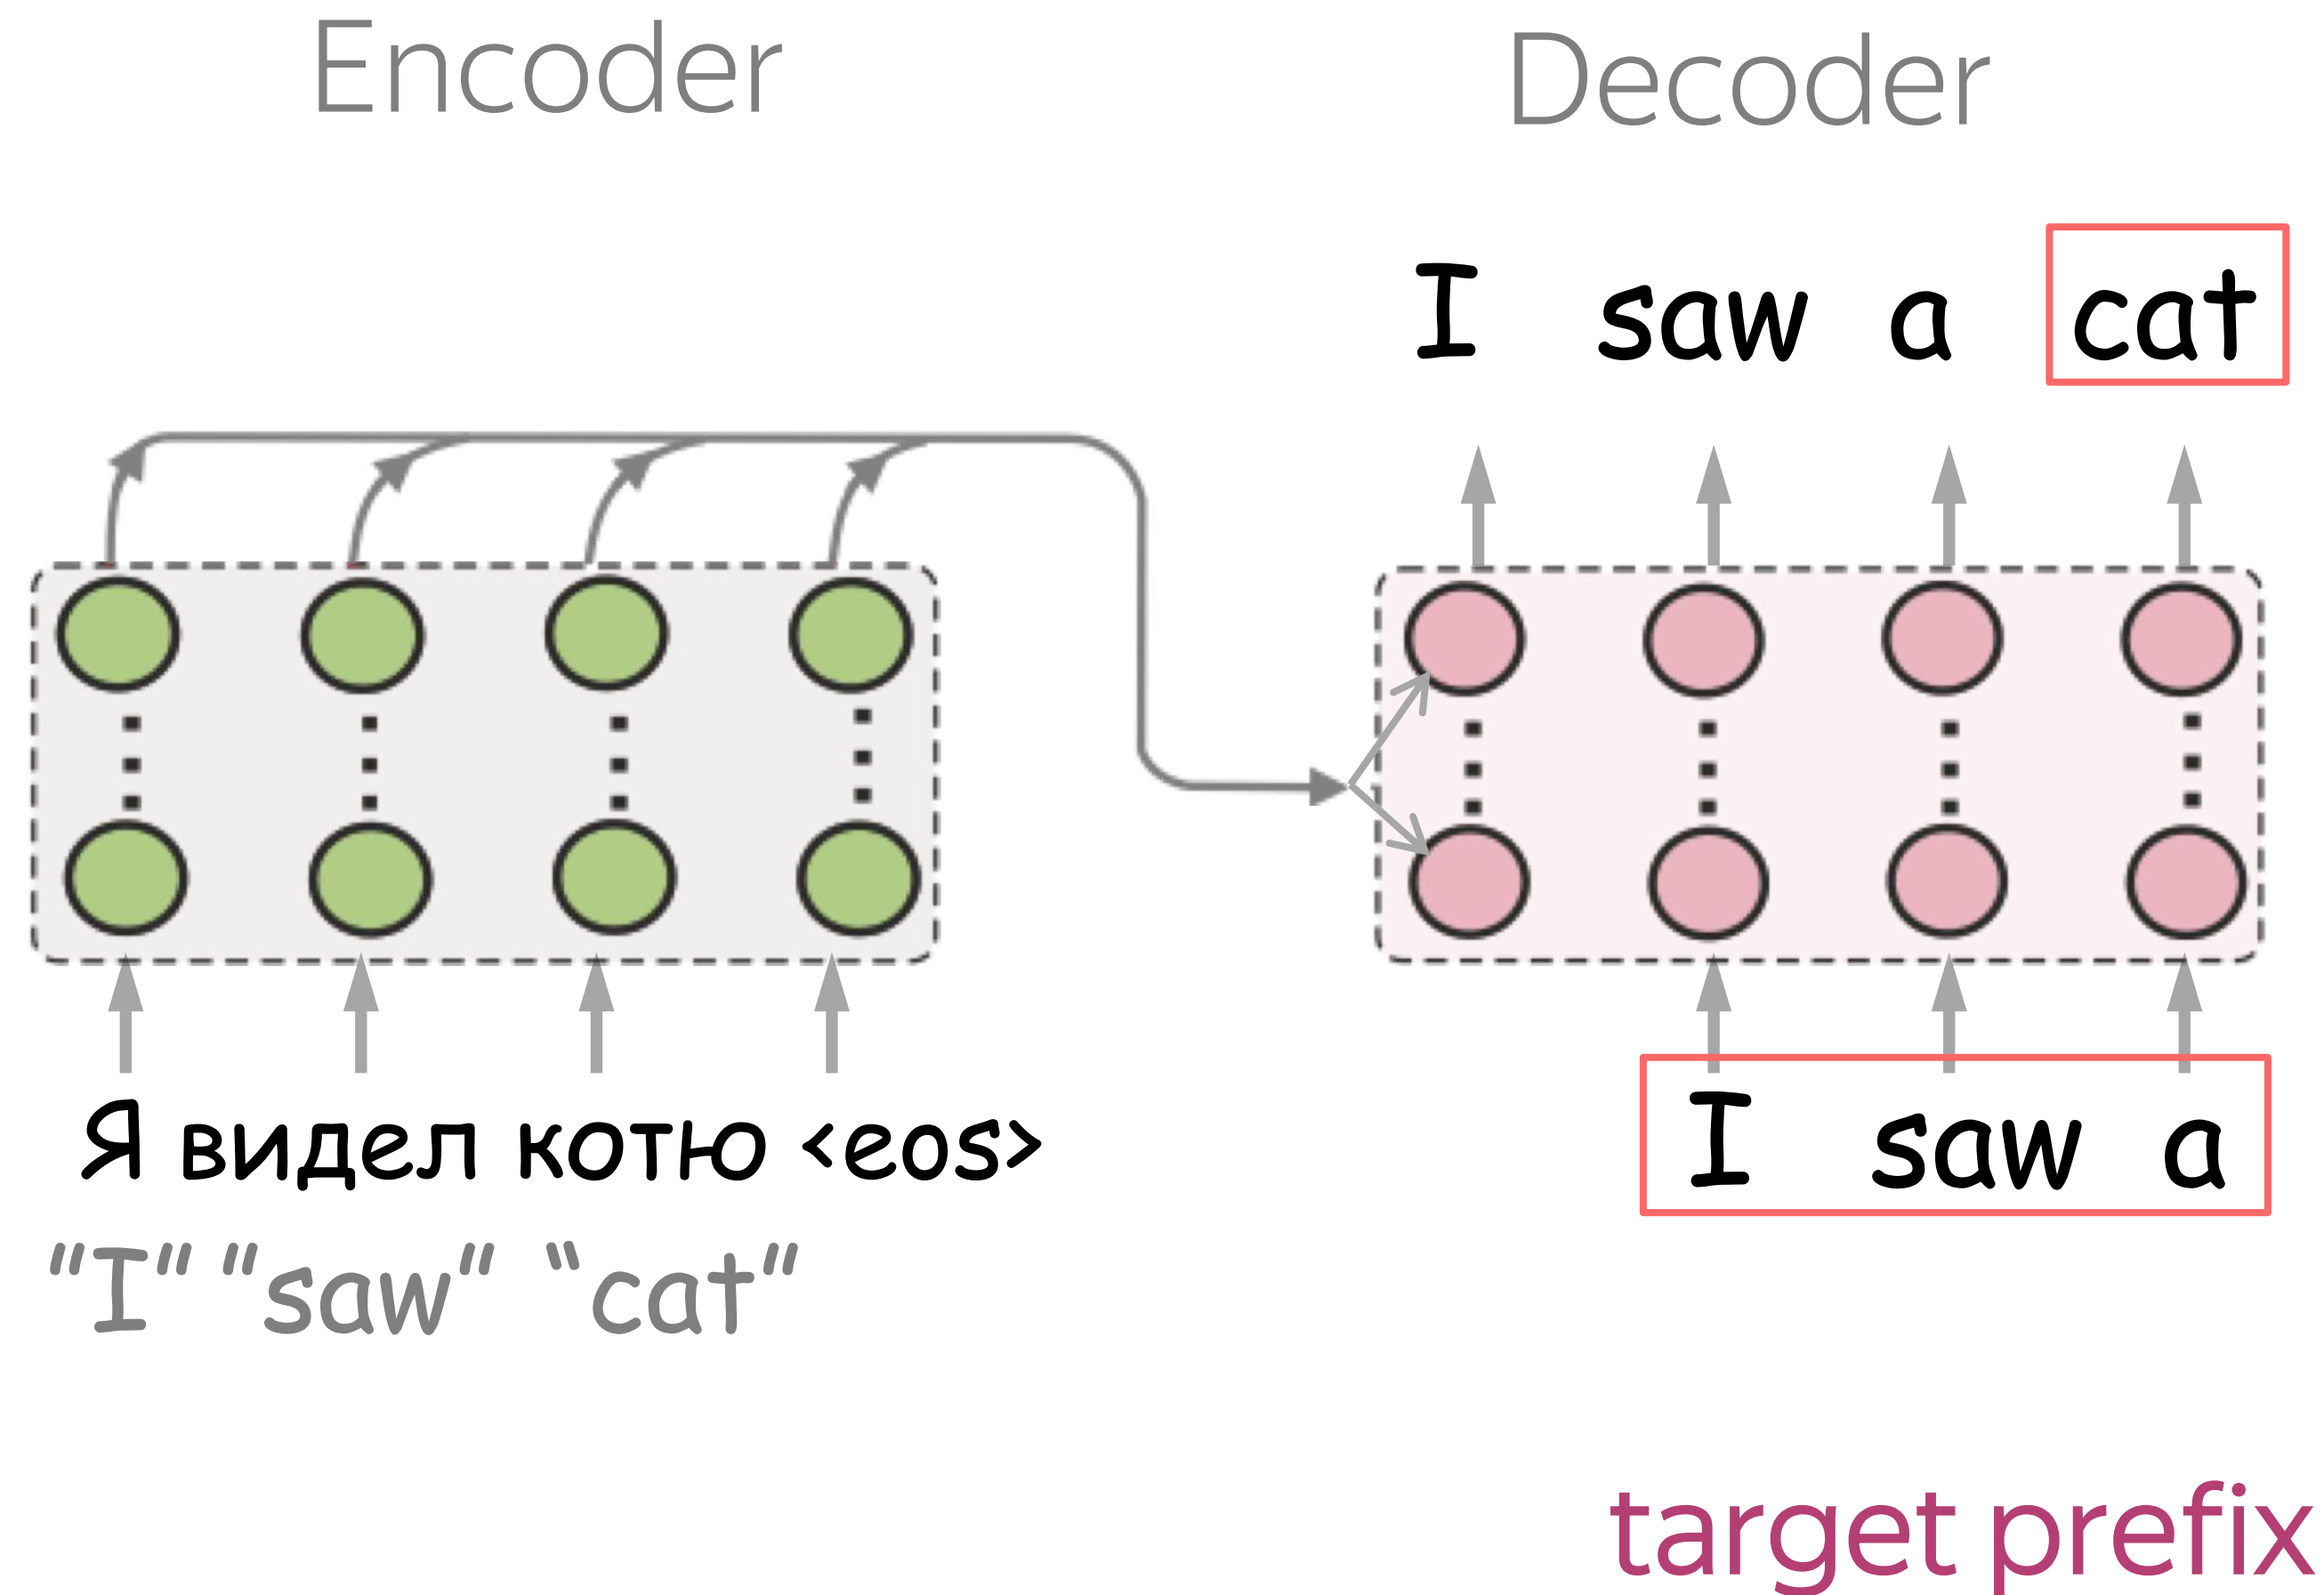 Encoder
Decoder
I saw a cat
Я видел котю <eos>
"I" "saw" "cat"
I saw a
target prefix